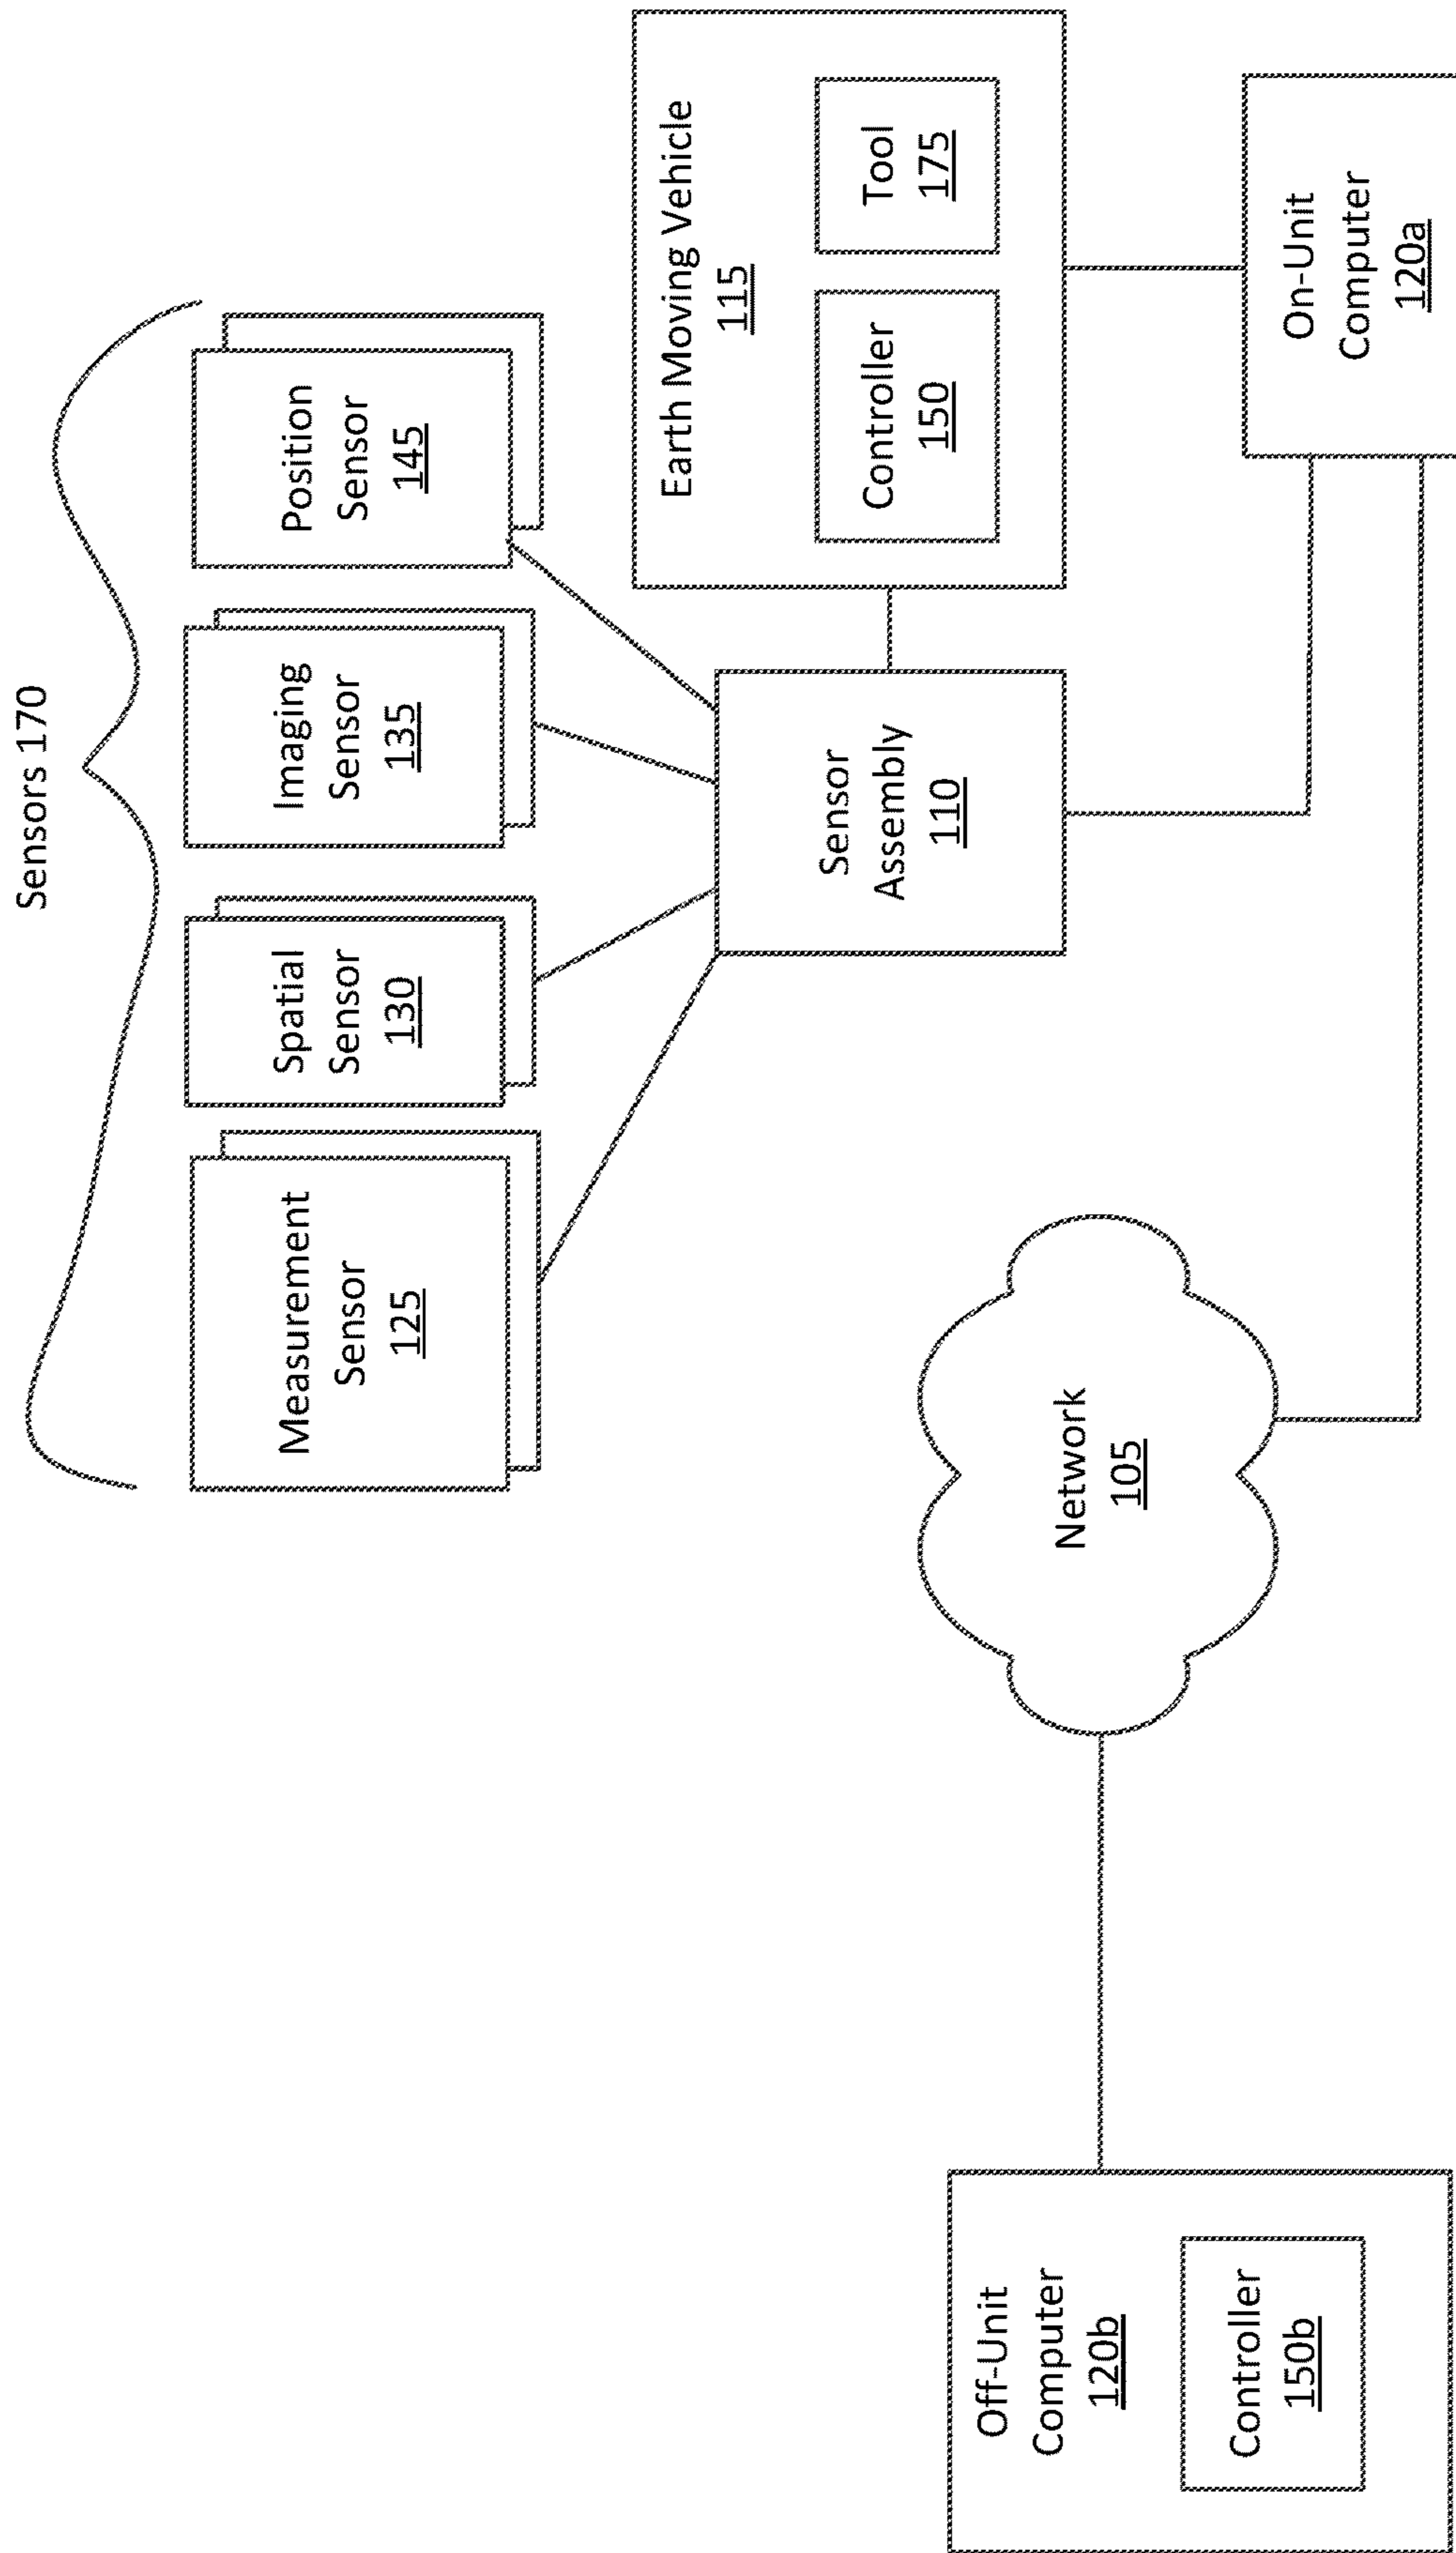 Sensors 170
Measurement
Sensor
125
Spatial
Sensor
130
Imaging
Sensor
135
Position
Sensor
145
Earth Moving Vehicle
115
Controller
150
Tool
175
Sensor
Assembly
110
On-Unit
Computer
120a
Network
105
Off-Unit
Computer
120b
Controller
150b